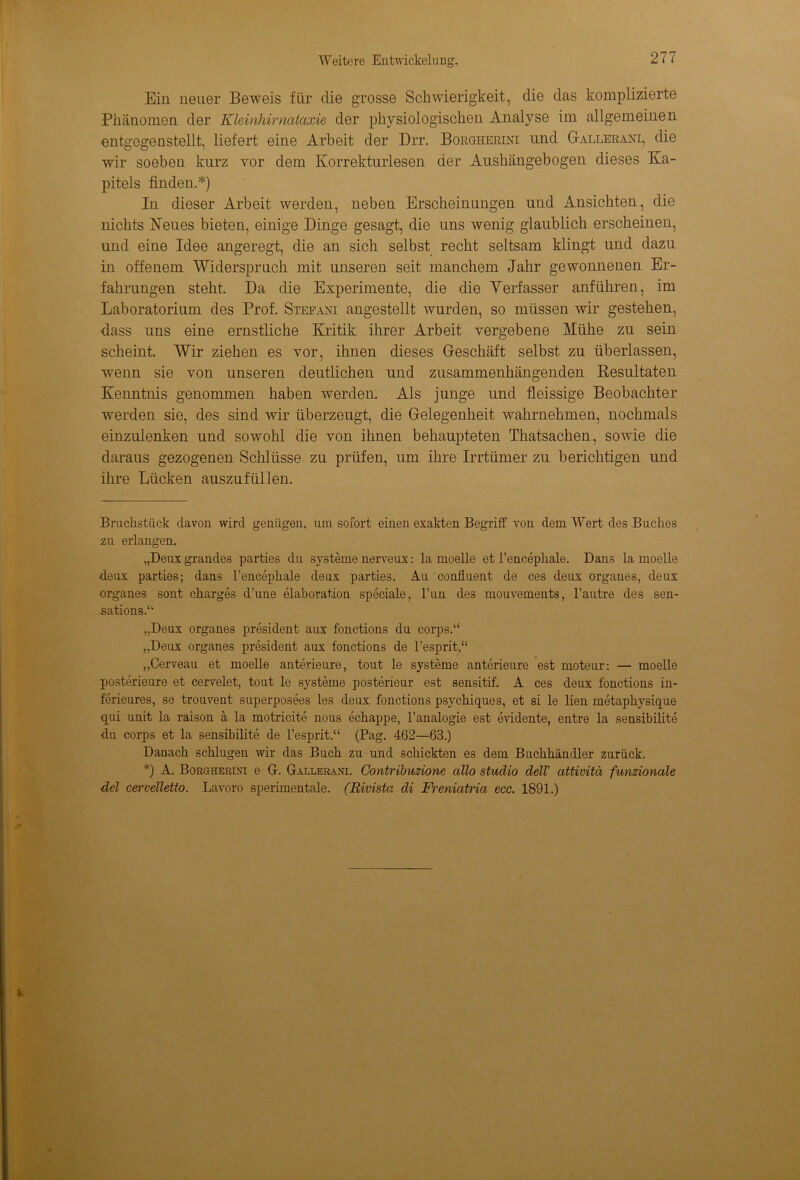 Weitere Entwickelung. 277
Ein neuer Beweis für die grosse Schwierigkeit, die das komplizierte
Phänomen der Kleinhirnataxie der physiologischen Analyse im allgemeinen
entgegenstellt, liefert eine Arbeit der Drr. Borgherini und Gallerani, die
wir soeben kurz vor dem Korrekturlesen der Aushängebogen dieses Ka-
pitels finden.*)
In dieser Arbeit werden, neben Erscheinungen und Ansichten, die
nichts Neues bieten, einige Dinge gesagt, die uns wenig glaublich erscheinen,
und eine Idee angeregt, die an sich selbst recht seltsam klingt und dazu
in offenem Widerspruch mit unseren seit manchem Jahr gewonnenen Er-
fahrungen steht. Da die Experimente, die die Verfasser anführen, im
Laboratorium des Prof. Stefani angestellt wurden, so müssen wir gestehen,
dass uns eine ernstliche Kritik ihrer Arbeit vergebene Mühe zu sein
scheint. Wir ziehen es vor, ihnen dieses Geschäft selbst zu überlassen,
wenn sie von unseren deutlichen und zusammenhängenden Resultaten
Kenntnis genommen haben werden. Als junge und fleissige Beobachter
werden sie, des sind wir überzeugt, die Gelegenheit wahrnehmen, nochmals
einzulenken und sowohl die von ihnen behaupteten Thatsachen, sowie die
daraus gezogenen Schlüsse zu prüfen, um ihre Irrtümer zu berichtigen und
ihre Lücken auszufüllen.
Bruchstück davon wird genügen, um sofort einen exakten Begriff von dem Wert des Buches
zu erlangen.
„Deux grandes parties du système nerveux: la moelle et l'encéphale. Dans la moelle
deux parties; dans l'encéphale deux parties. Au confluent de ces deux organes, deux
organes sont chargés d'une élaboration spéciale, l'un des mouvements, l'autre des sen-
sations.“
„Deux organes président aux fonctions du corps.“
„Deux organes président aux fonctions de l'esprit,“
„Cerveau et moelle antérieure, tout le système antérieure est moteur: — moelle
postérieure et cervelet, tout le système postérieur est sensitif. A ces deux fonctions in-
férieures, se trouvent superposées les deux fonctions psychiques, et si le lien métaphysique
qui unit la raison à la motricité nous échappe, l'analogie est évidente, entre la sensibilité
du corps et la sensibilité de l'esprit.“ (Pag. 462—63.)
Danach schlugen wir das Buch zu und schickten es dem Buchhändler zurück.
*) A. Borgherini e G. Gallerani. Contribuzione allo studio dell' attività funzionale
del cervelletto. Lavoro sperimentale. (Rivista di Freniatria ecc. 1891.)